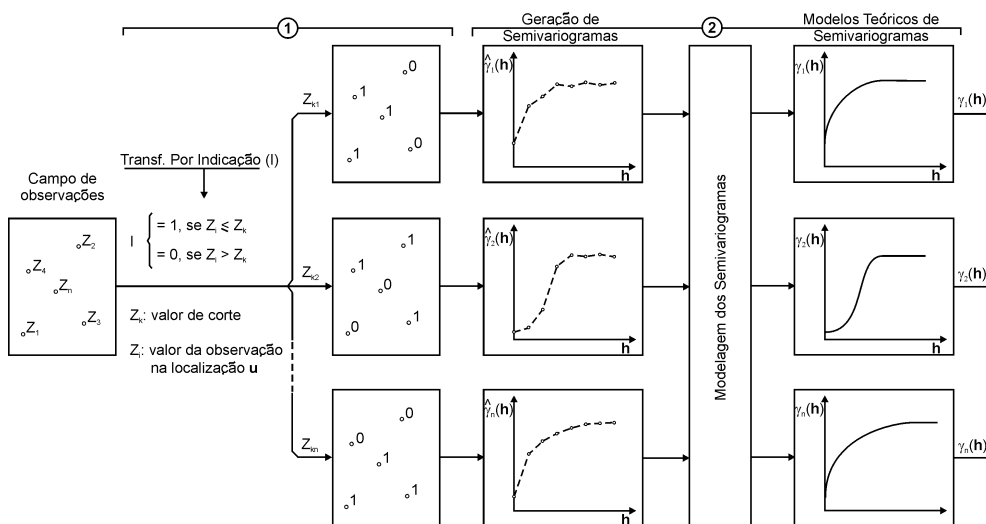 1
Geração de
Semivariogramas
2
Modelos Teóricos de
Semivariogramas
Campo de
observações
Z2
Z4
Zn
Z3
Z1
Transf. Por Indicação (I)
I
= 1, se Zi ⩽ Zk
= 0, se Zi > Zk
Zk: valor de corte
Zi: valor da observação
na localização u
Zk1
0
1
1
1
0
γ̂1(h)
h
γ1(h)
h
γ1(h)
Zk2
1
1
0
0
1
γ̂2(h)
h
Modelagem dos Semivariogramas
γ2(h)
h
γ2(h)
Zkn
0
0
1
1
1
γ̂n(h)
h
γn(h)
h
γn(h)